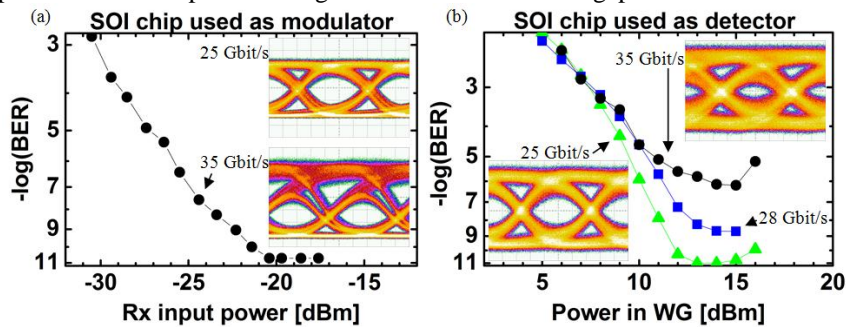 (a)
SOI chip used as modulator
3
5
7
9
11
-log(BER)
25 Gbit/s
35 Gbit/s
-30
-25
-20
-15
Rx input power [dBm]
(b)
SOI chip used as detector
3
5
7
9
11
-log(BER)
35 Gbit/s
25 Gbit/s
28 Gbit/s
5
10
15
20
Power in WG [dBm]